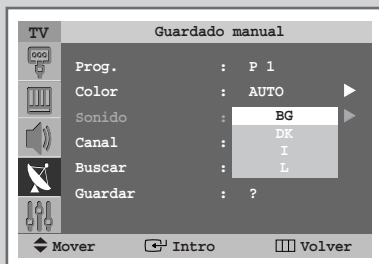 TV Guardado manual
Prog. : P 1
Color : AUTO
Sonido : BG
DK
I
Canal :
L
Buscar :
Guardar : ?
Mover Intro Volver